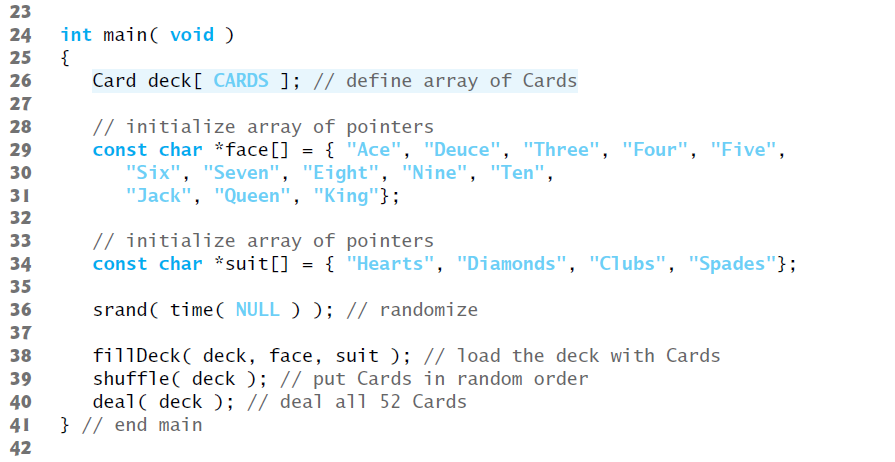 23
24 int main( void )
25 {
26    Card deck[ CARDS ]; // define array of Cards
27
28    // initialize array of pointers
29    const char *face[] = { "Ace", "Deuce", "Three", "Four", "Five",
30       "Six", "Seven", "Eight", "Nine", "Ten",
31       "Jack", "Queen", "King"};
32
33    // initialize array of pointers
34    const char *suit[] = { "Hearts", "Diamonds", "Clubs", "Spades"};
35
36    srand( time( NULL ) ); // randomize
37
38    fillDeck( deck, face, suit ); // load the deck with Cards
39    shuffle( deck ); // put Cards in random order
40    deal( deck ); // deal all 52 Cards
41 } // end main
42